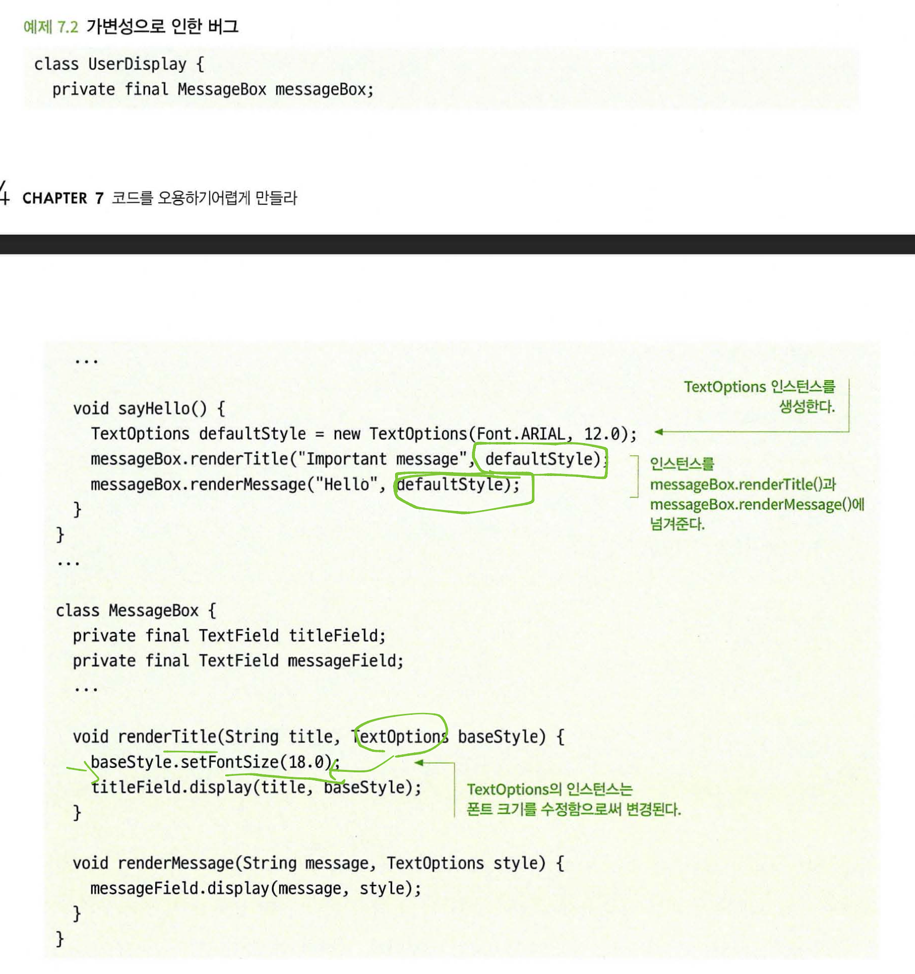 예제 7.2 가변성으로 인한 버그
class UserDisplay {
  private final MessageBox messageBox;
4 CHAPTER 7 코드를 오용하기어렵게 만들라
  ...
  void sayHello() {
    TextOptions defaultStyle = new TextOptions(Font.ARIAL, 12.0);
    messageBox.renderTitle("Important message", defaultStyle);
    messageBox.renderMessage("Hello", defaultStyle);
  }
}
...
TextOptions 인스턴스를
생성한다.
인스턴스를
messageBox.renderTitle()과
messageBox.renderMessage()에
넘겨준다.
class MessageBox {
  private final TextField titleField;
  private final TextField messageField;
  ...
  void renderTitle(String title, TextOptions baseStyle) {
    baseStyle.setFontSize(18.0);
    titleField.display(title, baseStyle);
  }
TextOptions의 인스턴스는
폰트 크기를 수정함으로써 변경된다.
  void renderMessage(String message, TextOptions style) {
    messageField.display(message, style);
  }
}